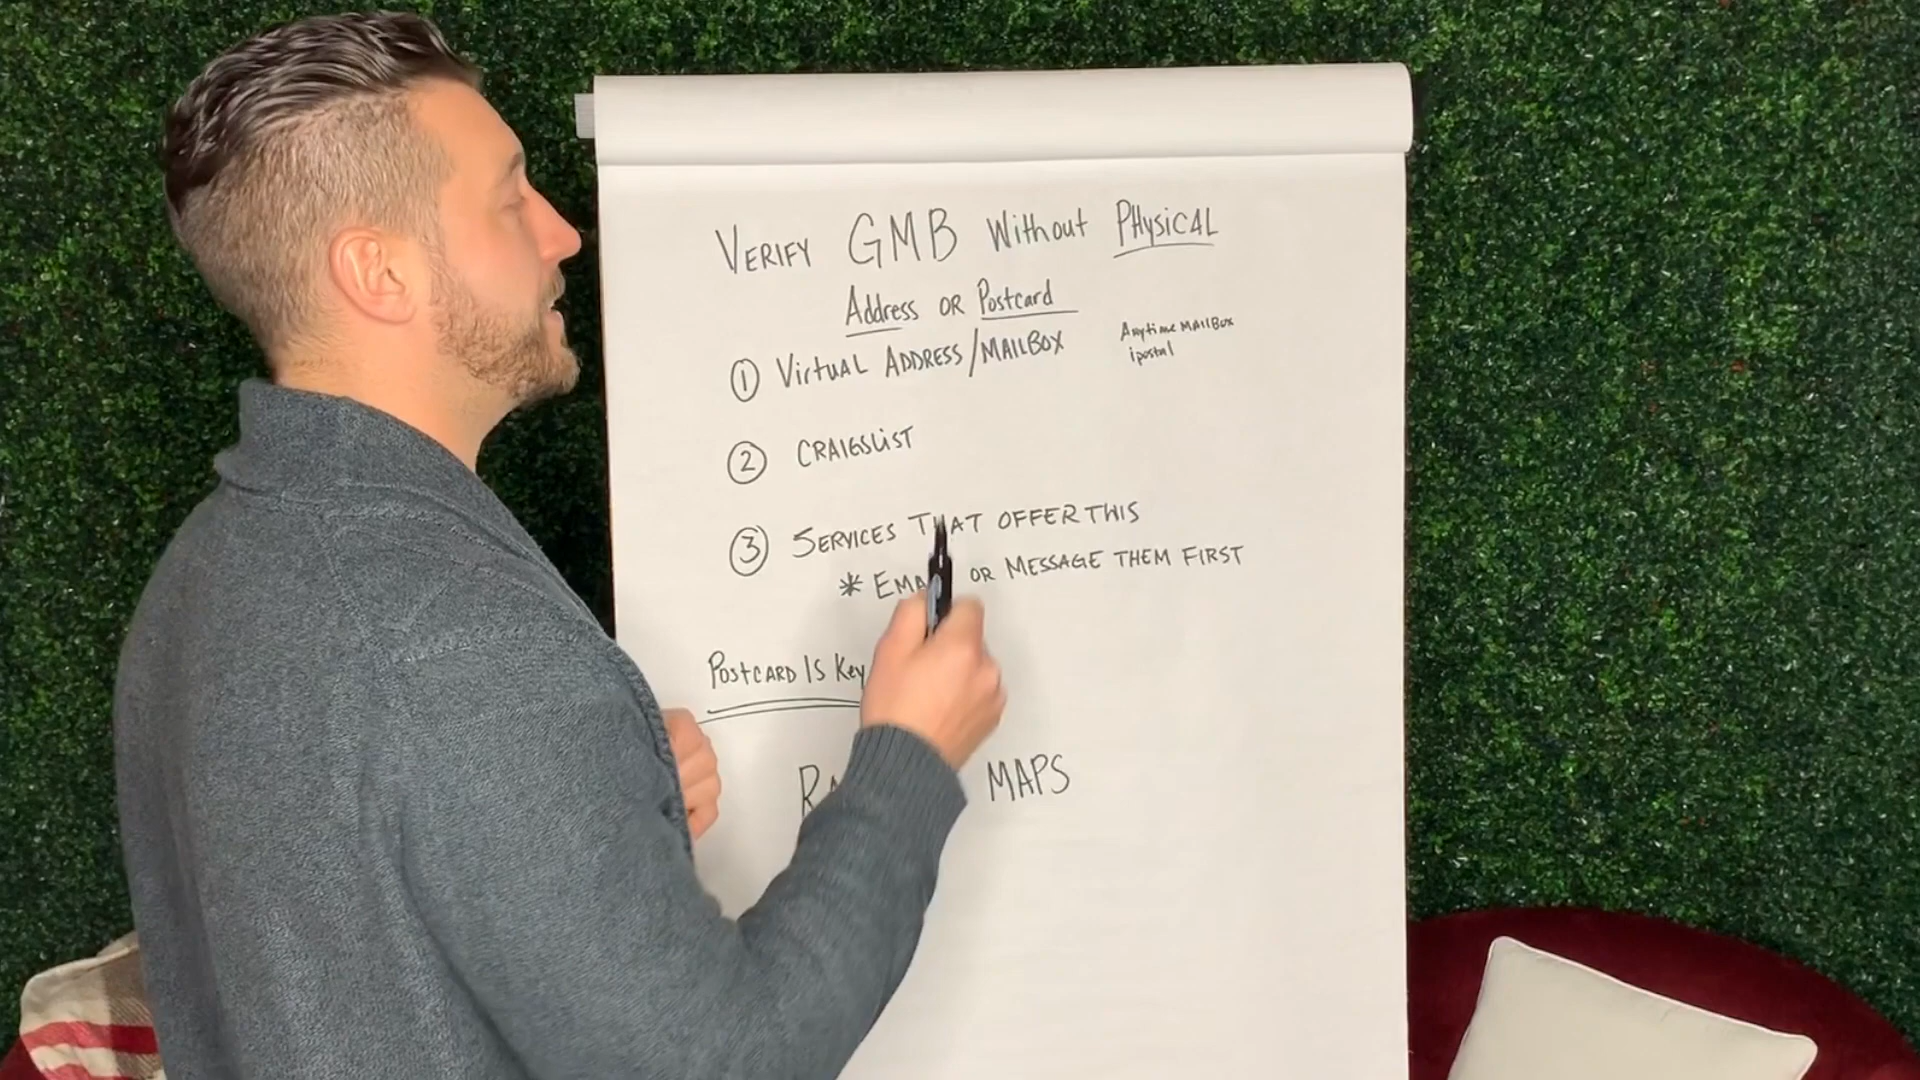 VERIFY GMB Without PHYSICAL
Address OR Postcard
Anytime MAILBOX
ipostal
① VirtUAL ADDRESS/MAILBOX
② CRAIGSLIST
③ SERVICES THAT OFFER THIS
* OR MESSAGE THEM FIRST
POSTCARD IS Key
MAPS